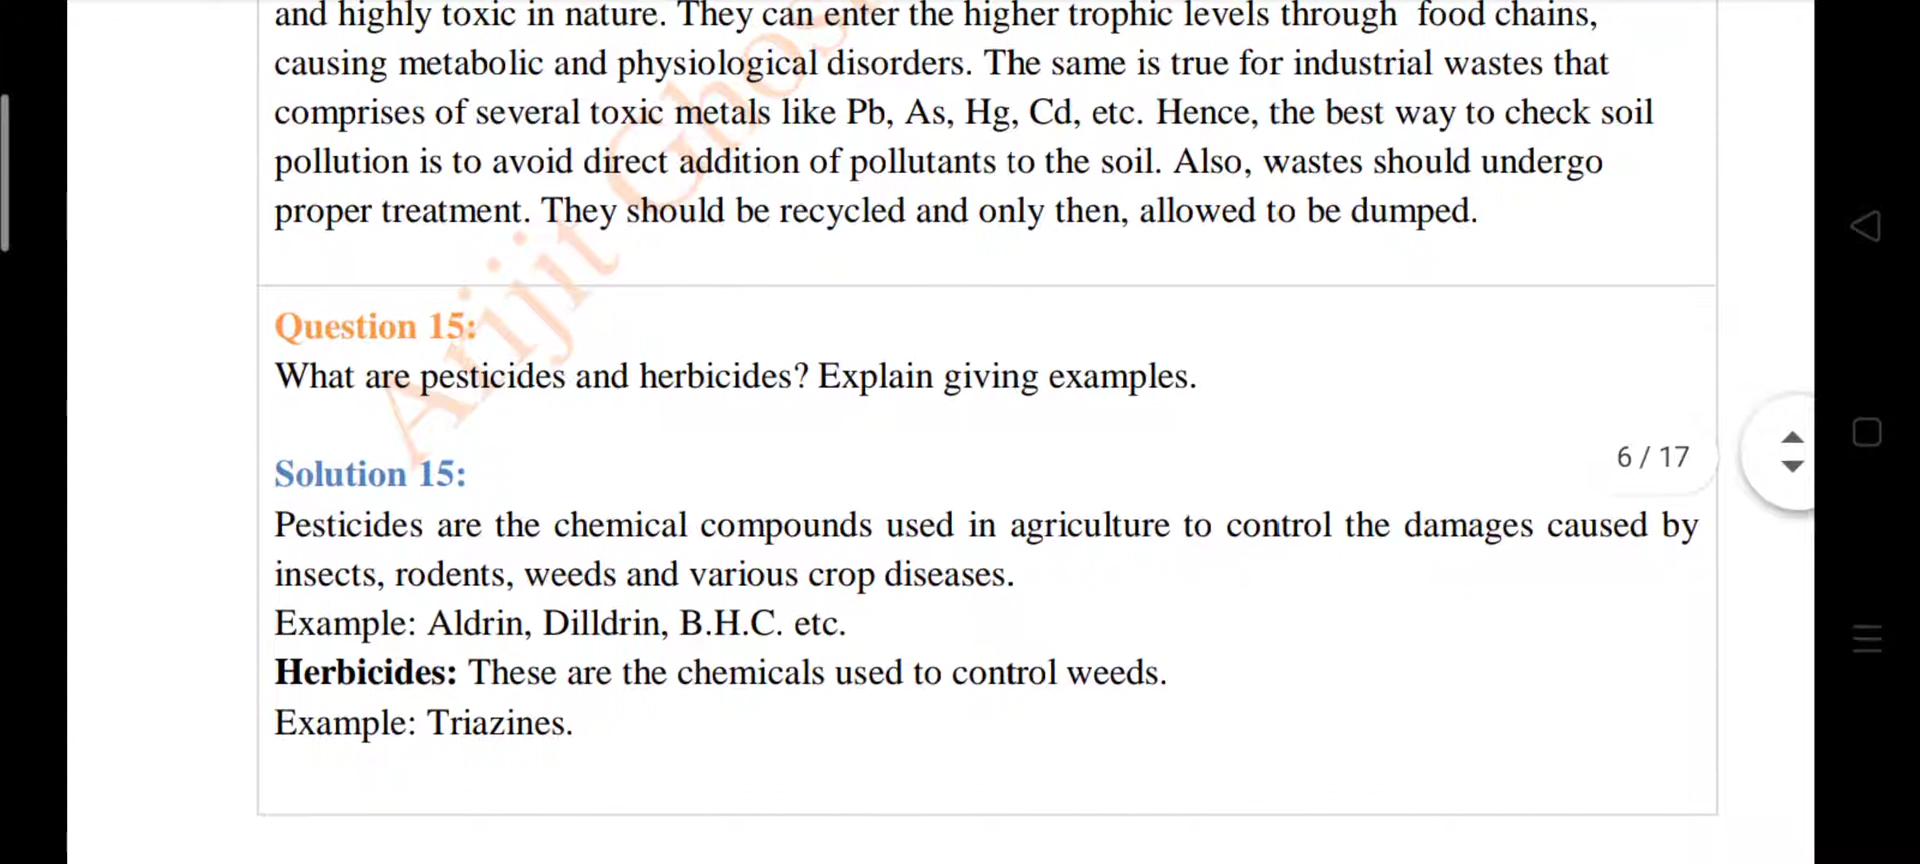 and highly toxic in nature. They can enter the higher trophic levels through food chains,
causing metabolic and physiological disorders. The same is true for industrial wastes that
comprises of several toxic metals like Pb, As, Hg, Cd, etc. Hence, the best way to check soil
pollution is to avoid direct addition of pollutants to the soil. Also, wastes should undergo
proper treatment. They should be recycled and only then, allowed to be dumped.
Arijit Ghos
Question 15:
What are pesticides and herbicides? Explain giving examples.
6 / 17
Solution 15:
Pesticides are the chemical compounds used in agriculture to control the damages caused by
insects, rodents, weeds and various crop diseases.
Example: Aldrin, Dilldrin, B.H.C. etc.
Herbicides: These are the chemicals used to control weeds.
Example: Triazines.